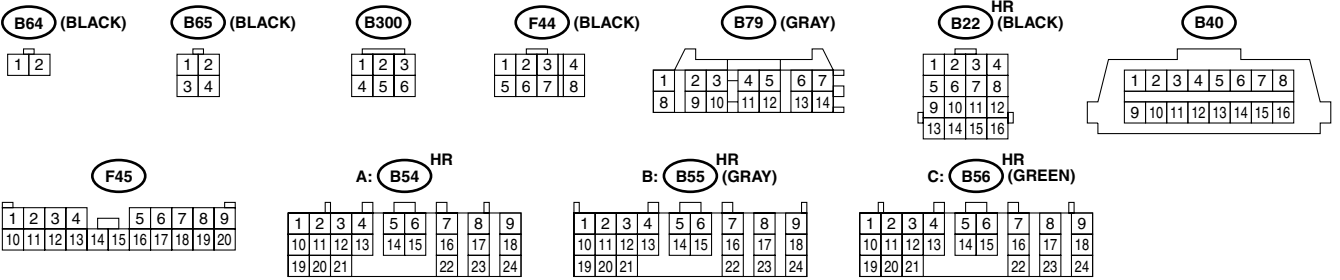 HR
B64 (BLACK) B65 (BLACK) B300 F44 (BLACK) B79 (GRAY) B22 (BLACK) B40
1 2
1 2
3 4
1 2 3
4 5 6
1 2 3 4
5 6 7 8
1 2 3 4 5 6 7
8 9 10 11 12 13 14
1 2 3 4
5 6 7 8
9 10 11 12
13 14 15 16
1 2 3 4 5 6 7 8
9 10 11 12 13 14 15 16
F45
1 2 3 4 5 6 7 8 9
10 11 12 13 14 15 16 17 18 19 20
HR
A: B54
1 2 3 4 5 6 7 8 9
10 11 12 13 14 15 16 17 18
19 20 21 22 23 24
HR
B: B55 (GRAY)
1 2 3 4 5 6 7 8 9
10 11 12 13 14 15 16 17 18
19 20 21 22 23 24
HR
C: B56 (GREEN)
1 2 3 4 5 6 7 8 9
10 11 12 13 14 15 16 17 18
19 20 21 22 23 24